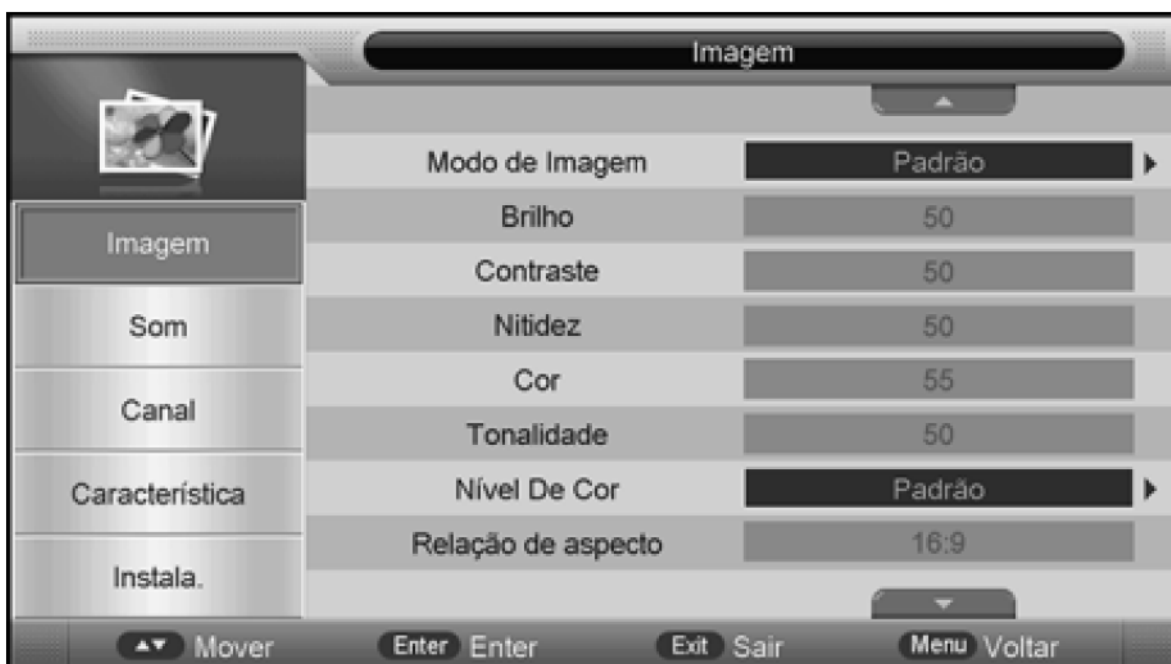 Imagem
Imagem
Som
Canal
Característica
Instala.
Modo de Imagem Padrão
Brilho 50
Contraste 50
Nitidez 50
Cor 55
Tonalidade 50
Nível De Cor Padrão
Relação de aspecto 16:9
Mover Enter Enter Exit Sair Menu Voltar